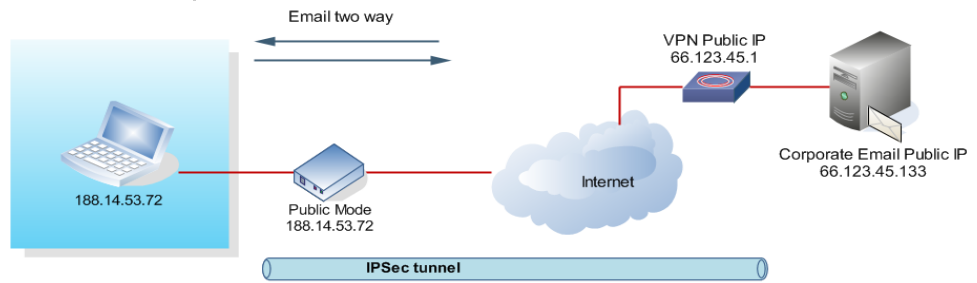 Email two way
VPN Public IP
66.123.45.1
Corporate Email Public IP
66.123.45.133
Internet
188.14.53.72
Public Mode
188.14.53.72
IPSec tunnel